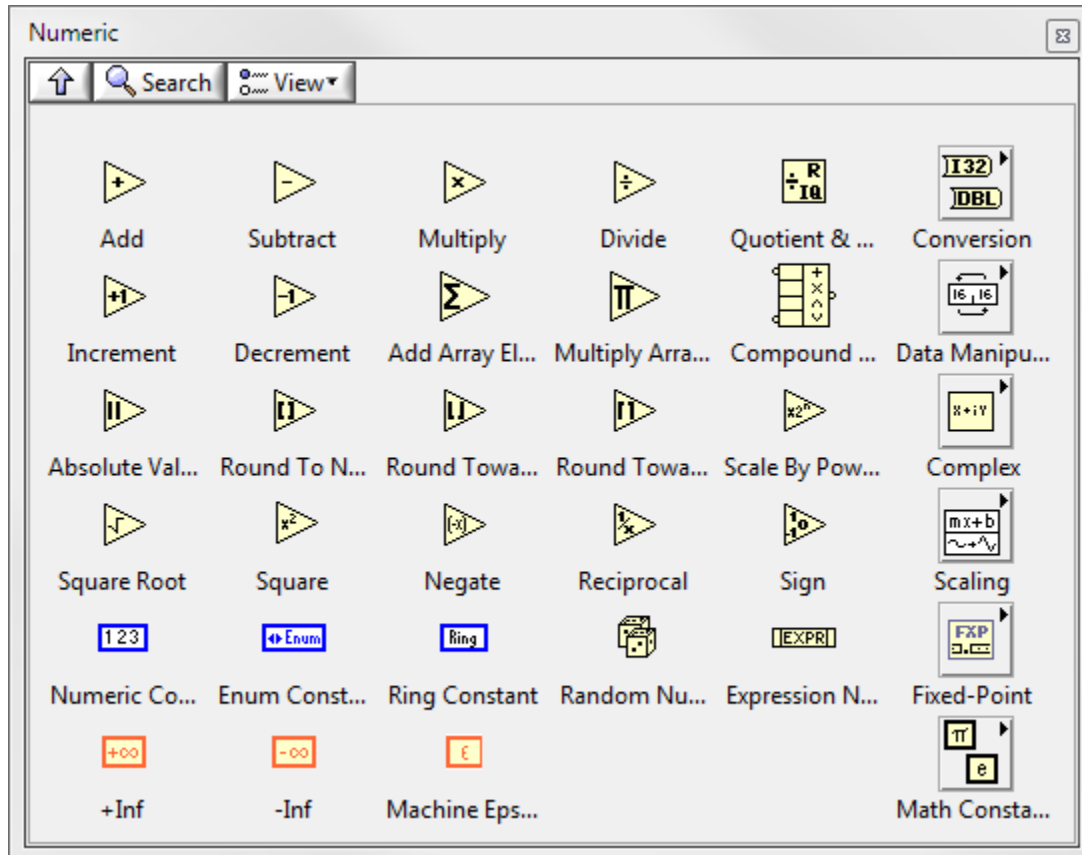 Numeric
Search View
+ - x ÷ ÷ R IQ I32 DBL
Add Subtract Multiply Divide Quotient & ... Conversion
+1 -1 Σ Π + × ^ v 16, 16
Increment Decrement Add Array El... Multiply Arra... Compound ... Data Manipu...
|| [] x2ⁿ X+iY
Absolute Val... Round To N... Round Towa... Round Towa... Scale By Pow... Complex
√ x² (-x) 1/x 1 0 -1 mx+b
Square Root Square Negate Reciprocal Sign Scaling
123 Enum Ring EXPR FXP
Numeric Co... Enum Const... Ring Constant Random Nu... Expression N... Fixed-Point
+∞ -∞ ε π e
+Inf -Inf Machine Eps... Math Consta...